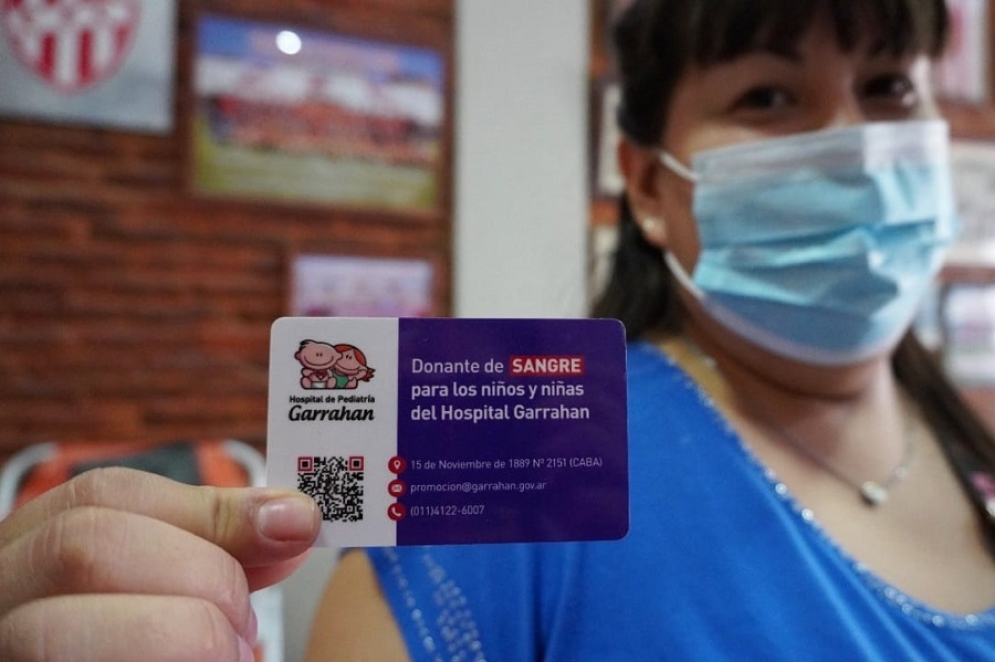 Hospital de Pediatría
Garrahan
Donante de SANGRE
para los niños y niñas
del Hospital Garrahan
15 de Noviembre de 1889 Nº 2151 (CABA)
promocion@garrahan.gov.ar
(011)4122-6007